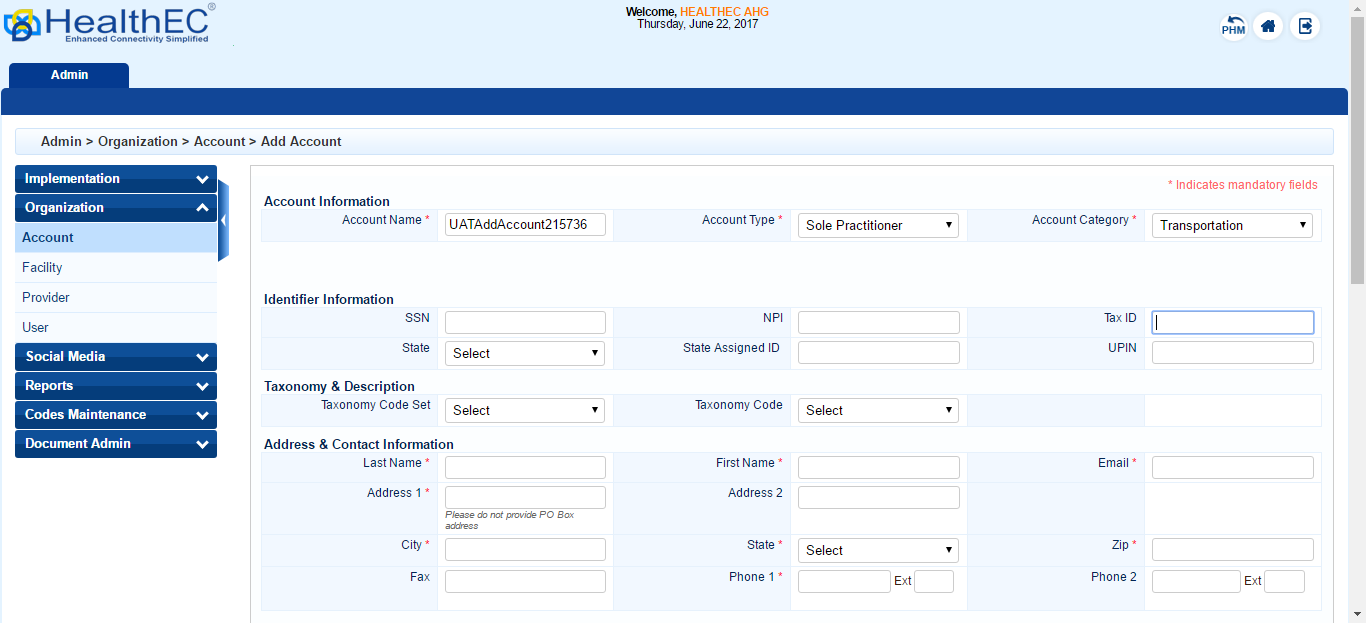 HealthEC®
Enhanced Connectivity Simplified
Welcome, HEALTHEC AHG
Thursday, June 22, 2017
PHM
Admin
Admin > Organization > Account > Add Account
Implementation
Organization
Account
Facility
Provider
User
Social Media
Reports
Codes Maintenance
Document Admin
* Indicates mandatory fields
Account Information
Account Name * UATAddAccount215736 Account Type * Sole Practitioner Account Category * Transportation
Identifier Information
SSN NPI Tax ID
State Select State Assigned ID UPIN
Taxonomy & Description
Taxonomy Code Set Select Taxonomy Code Select
Address & Contact Information
Last Name * First Name * Email *
Address 1 * Address 2
Please do not provide PO Box
address
City * State * Select Zip *
Fax Phone 1 * Ext Phone 2 Ext